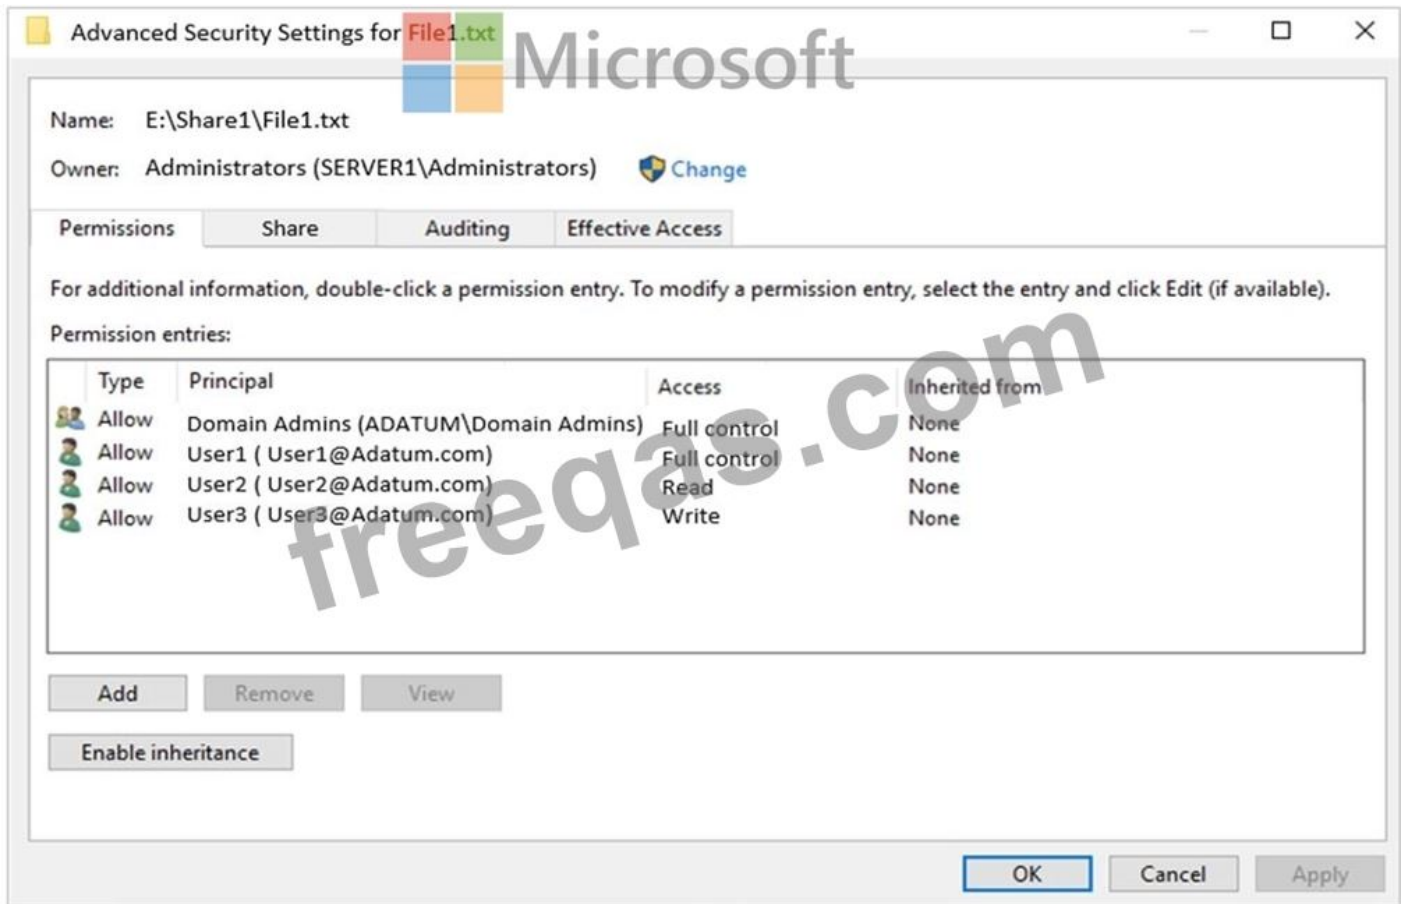 Advanced Security Settings for File1.txt
Microsoft
Name: E:\Share1\File1.txt
Owner: Administrators (SERVER1\Administrators) Change
Permissions Share Auditing Effective Access
For additional information, double-click a permission entry. To modify a permission entry, select the entry and click Edit (if available).
Permission entries:
Type Principal Access Inherited from
Allow Domain Admins (ADATUM\Domain Admins) Full control None
Allow User1 ( User1@Adatum.com) Full control None
Allow User2 ( User2@Adatum.com) Read None
Allow User3 ( User3@Adatum.com) Write None
freeqas.com
Add Remove View
Enable inheritance
OK Cancel Apply